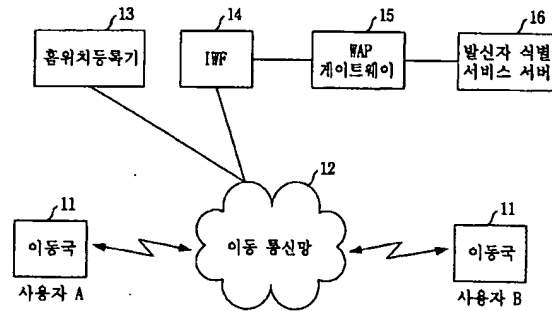 13
14
15
16
홈위치등록기
IWF
WAP
게이트웨이
발신자 식별
서비스 서버
12
11
이동국
사용자 A
이동 통신망
11
이동국
사용자 B